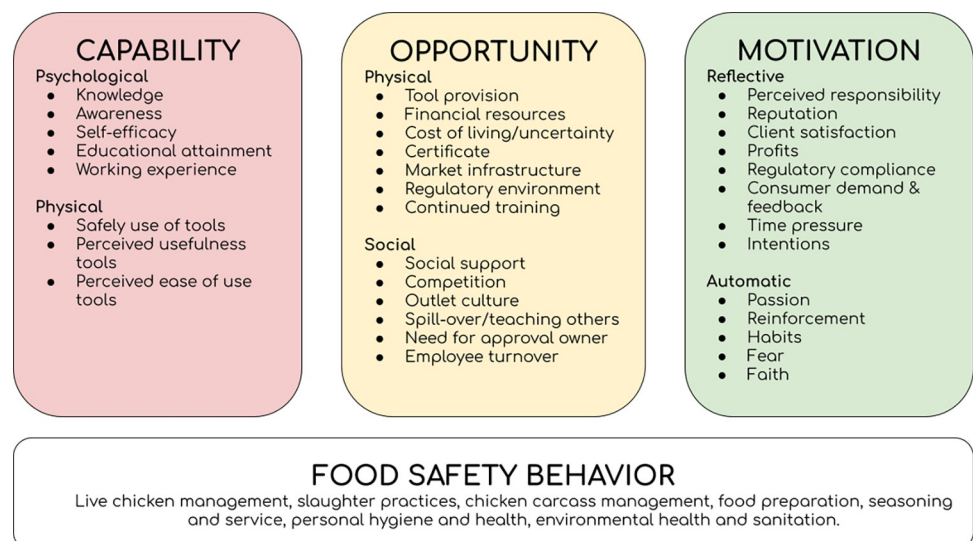 CAPABILITY
Psychological
● Knowledge
● Awareness
● Self-efficacy
● Educational attainment
● Working experience
Physical
● Safely use of tools
● Perceived usefulness
tools
● Perceived ease of use
tools
OPPORTUNITY
Physical
● Tool provision
● Financial resources
● Cost of living/uncertainty
● Certificate
● Market infrastructure
● Regulatory environment
● Continued training
Social
● Social support
● Competition
● Outlet culture
● Spill-over/teaching others
● Need for approval owner
● Employee turnover
MOTIVATION
Reflective
● Perceived responsibility
● Reputation
● Client satisfaction
● Profits
● Regulatory compliance
● Consumer demand &
feedback
● Time pressure
● Intentions
Automatic
● Passion
● Reinforcement
● Habits
● Fear
● Faith
FOOD SAFETY BEHAVIOR
Live chicken management, slaughter practices, chicken carcass management, food preparation, seasoning
and service, personal hygiene and health, environmental health and sanitation.